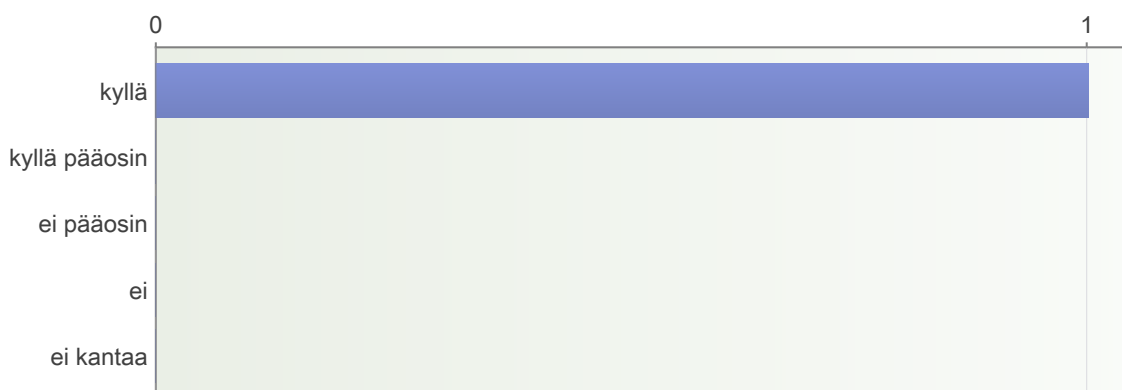 0 1
kyllä
kyllä pääosin
ei pääosin
ei
ei kantaa